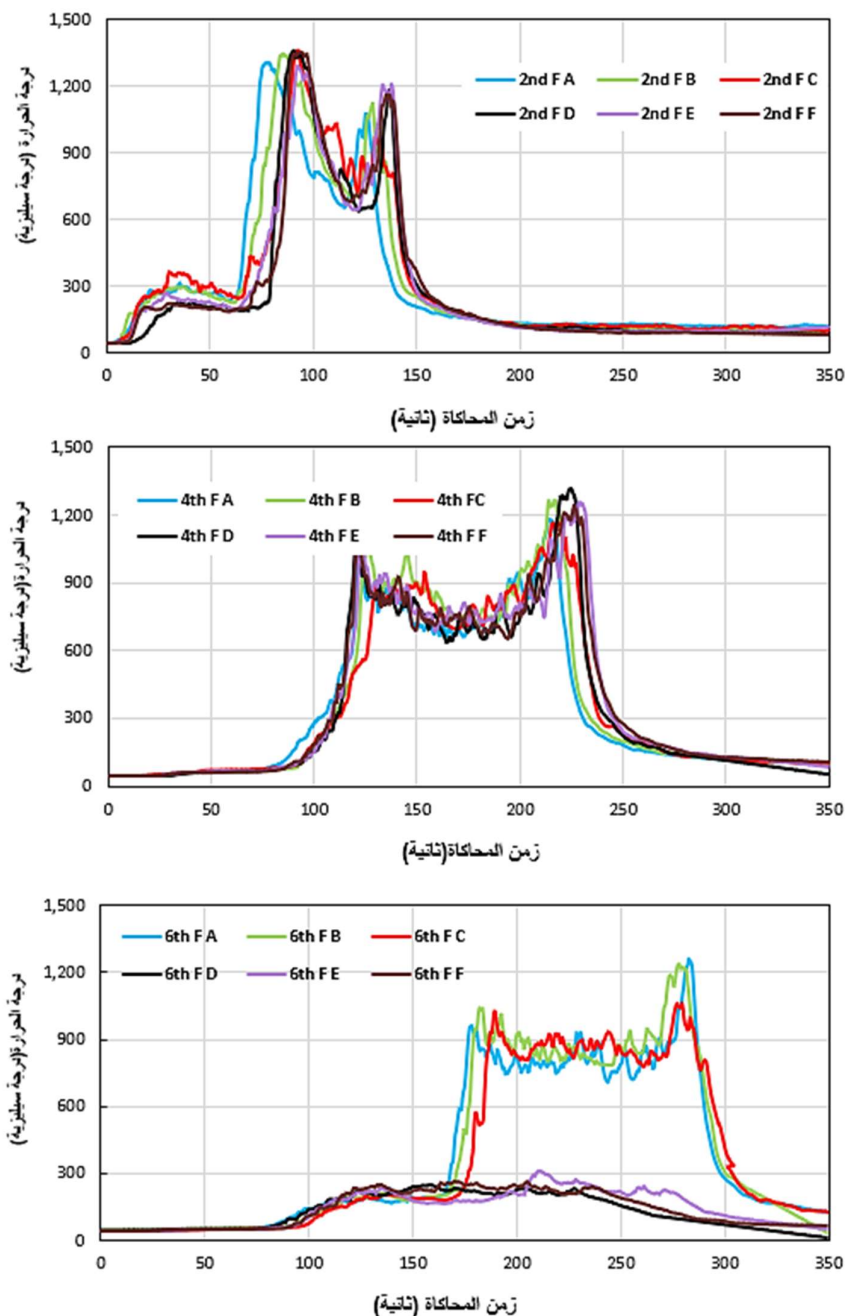 1,500
1,200
900
600
300
0
درجة الحرارة (درجة سيليزية)
2nd F A 2nd F B 2nd F C
2nd F D 2nd F E 2nd F F
0 50 100 150 200 250 300 350
زمن المحاكاة (ثانية)
1,500
1,200
900
600
300
0
درجة الحرارة(درجة سيليزية)
4th F A 4th F B 4th FC
4th F D 4th F E 4th F F
0 50 100 150 200 250 300 350
زمن المحاكاة(ثانية)
1,500
1,200
900
600
300
0
درجة الحرارة(درجة سيليزية)
6th F A 6th F B 6th F C
6th F D 6th F E 6th F F
0 50 100 150 200 250 300 350
زمن المحاكاة (ثانية)